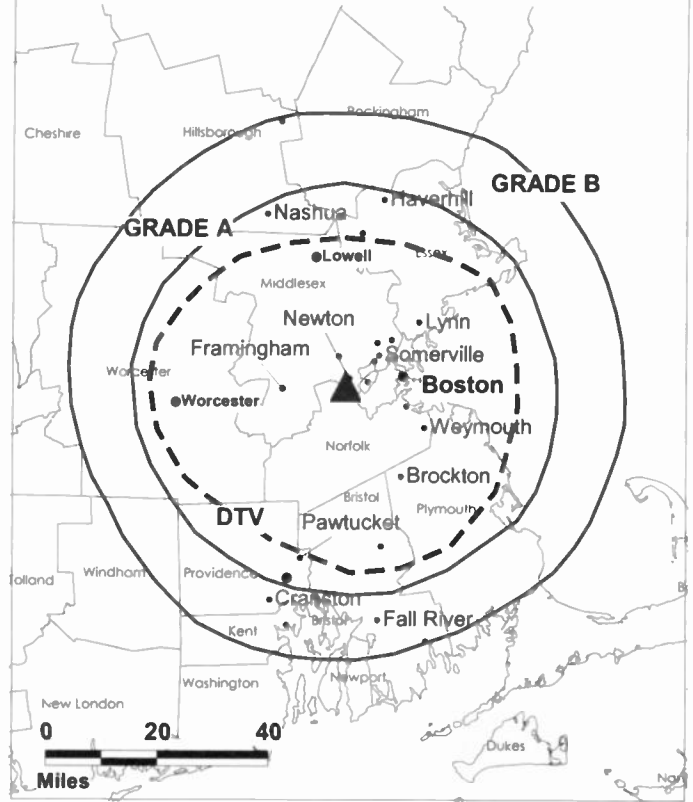 Rockingham
Cheshire
Hillsborough
GRADE B
Haverhill
Nashua
GRADE A
Essex
Lowell
Middlesex
Newton
Lynn
Framingham
Somerville
Worcester
Boston
Worcester
Weymouth
Norfolk
Brockton
Bristol
Plymouth
DTV
Pawtucket
olland
Windham
Providence
Cranston
Bristol
Fall River
Kent
Newport
Washington
New London
0 20 40
Dukes
Miles
Nan